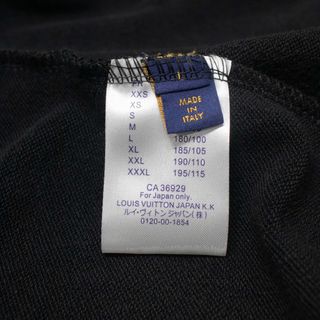 MADE
IN
ITALY
XXS
XS
S
M
L 180/100
XL 185/105
XXL 190/110
XXXL 195/115
CA 36929
For Japan only.
LOUIS VUITTON JAPAN K.K
ルイ・ヴィトン ジャパン(株)
0120-00-1854